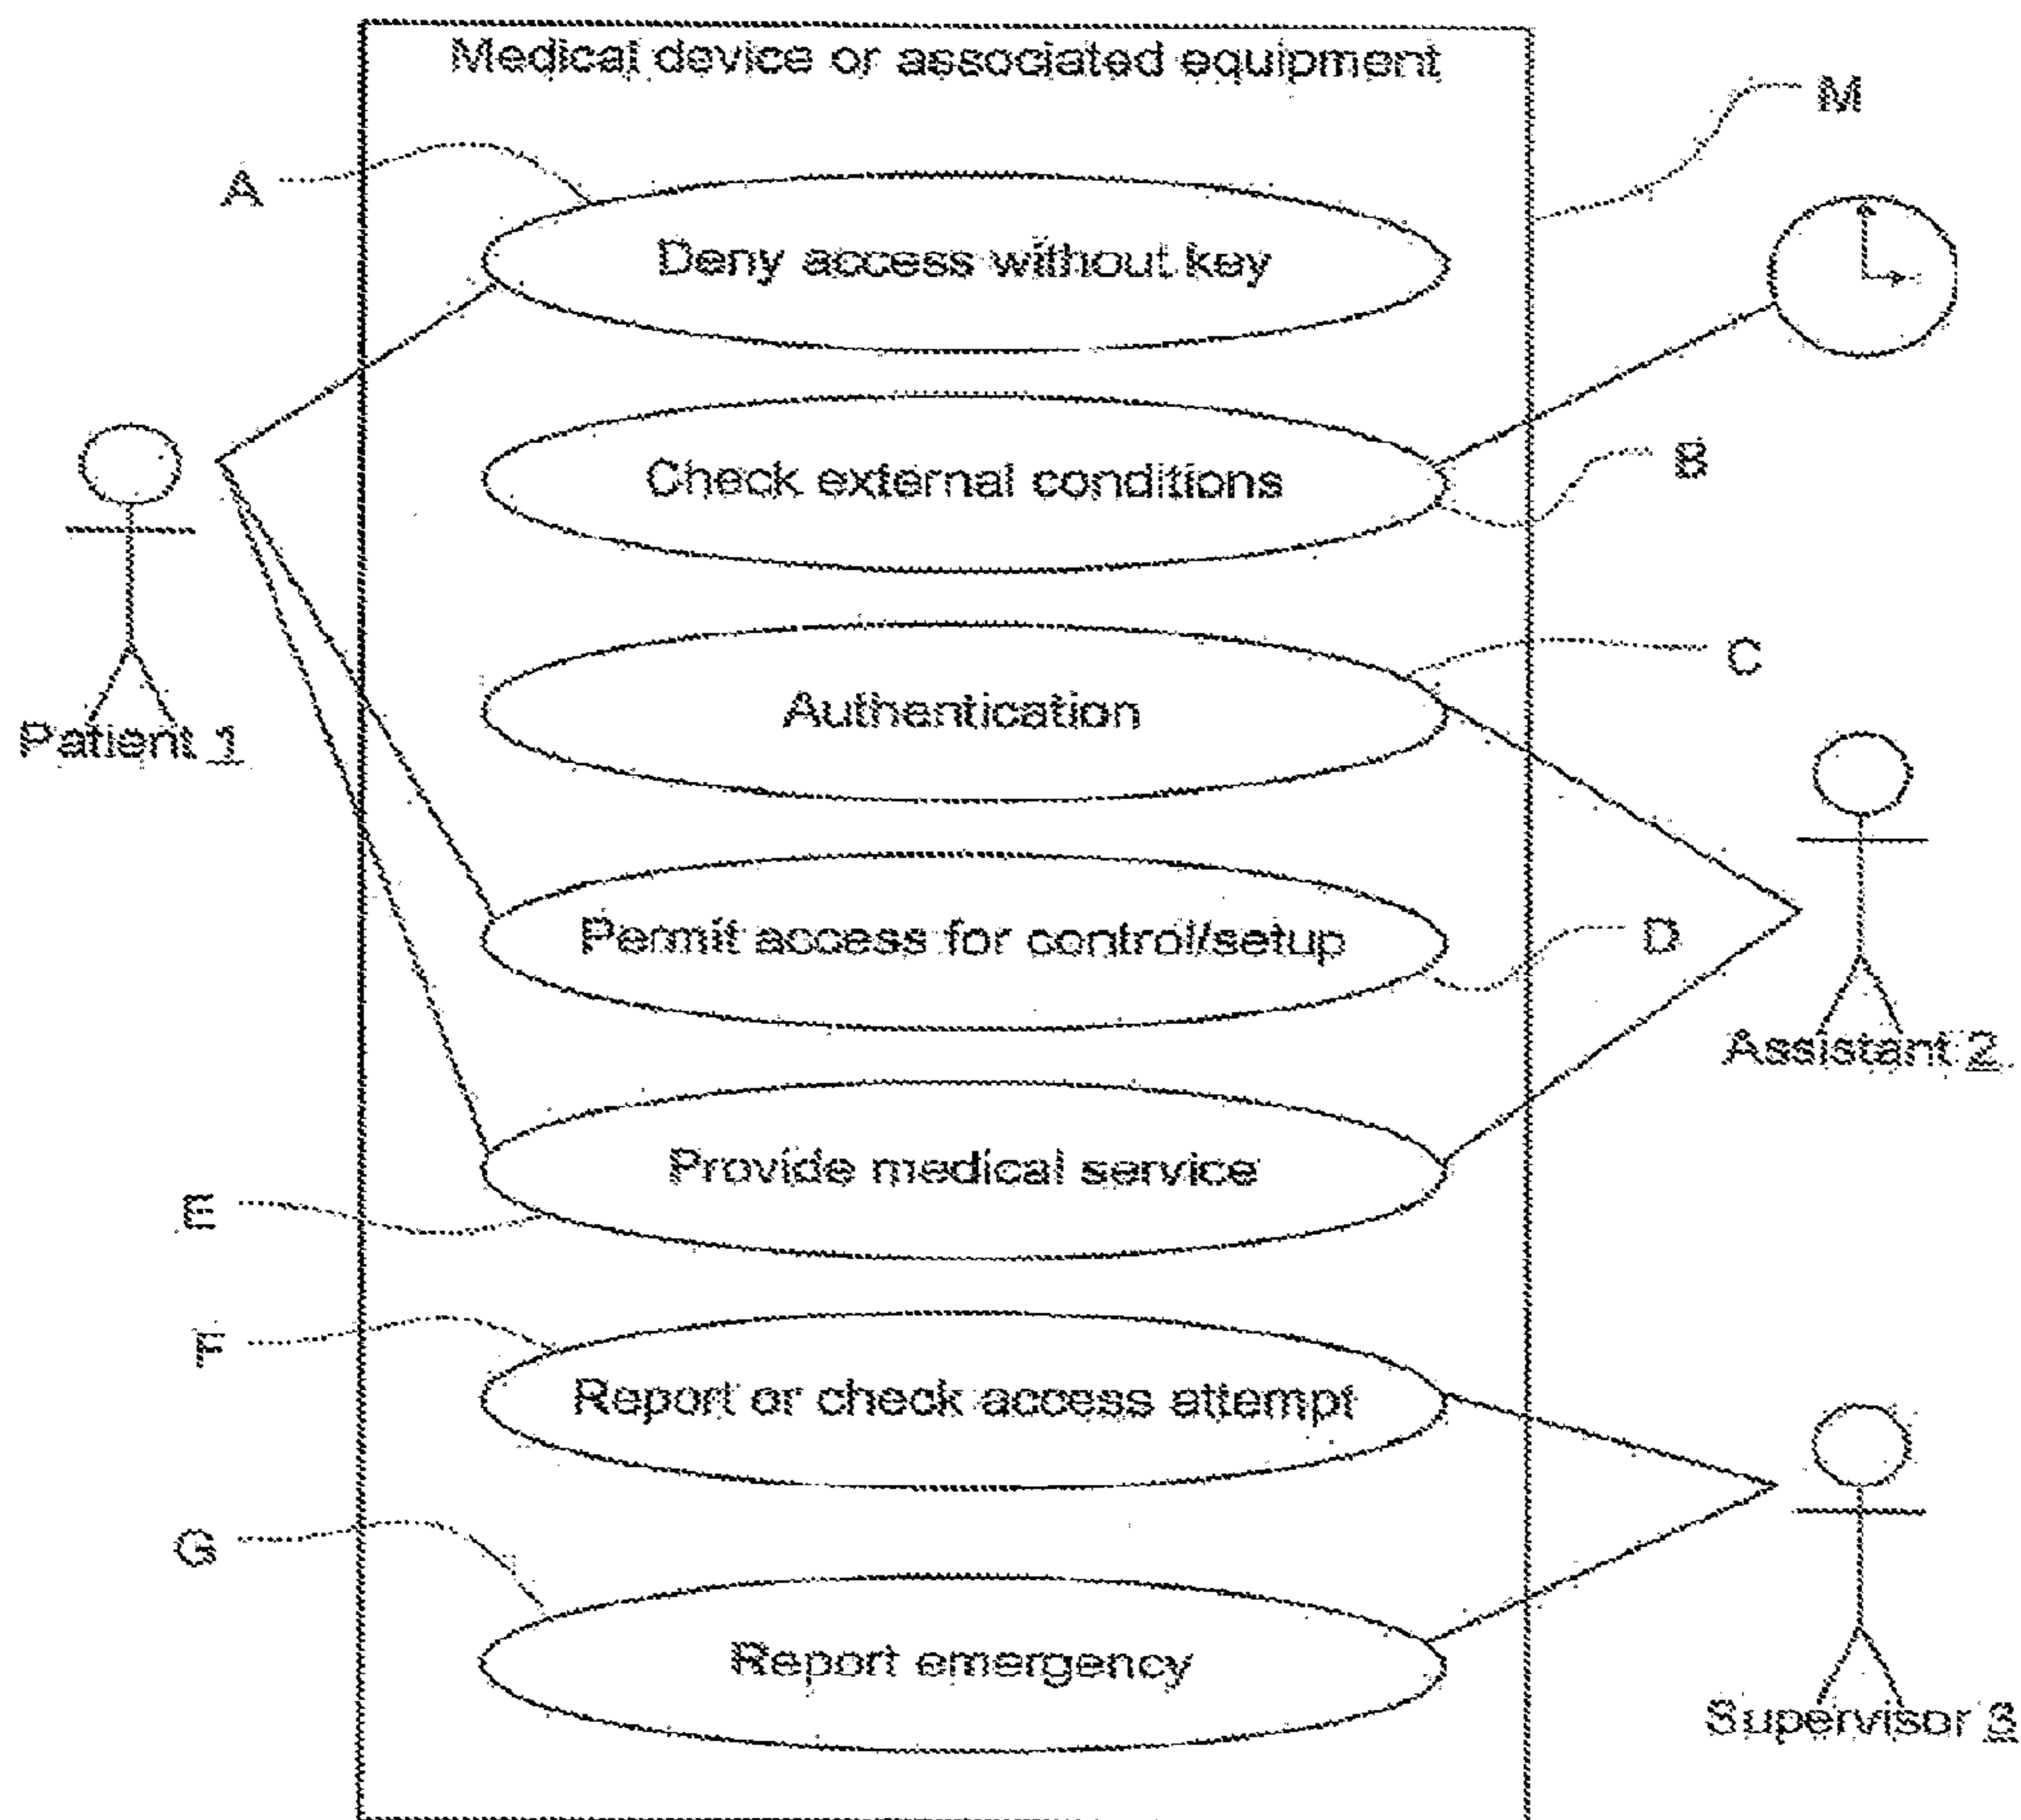 Medical device or associated equipment
M
A
Deny access without key
Check external conditions
B
Authentication
C
Patient 1
Permit access for control/setup
D
Assistant 2
Provide medical service
E
F
Report or check access attempt
G
Report emergency
Supervisor 3